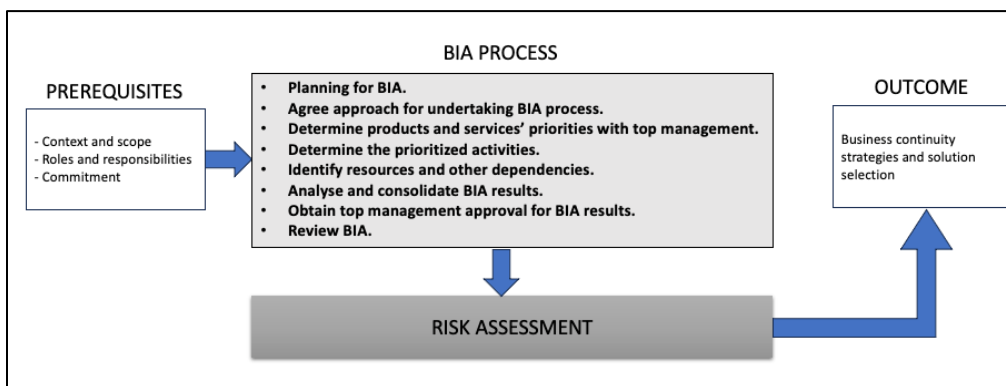 PREREQUISITES
- Context and scope
- Roles and responsibilities
- Commitment
BIA PROCESS
• Planning for BIA.
• Agree approach for undertaking BIA process.
• Determine products and services’ priorities with top management.
• Determine the prioritized activities.
• Identify resources and other dependencies.
• Analyse and consolidate BIA results.
• Obtain top management approval for BIA results.
• Review BIA.
RISK ASSESSMENT
OUTCOME
Business continuity
strategies and solution
selection